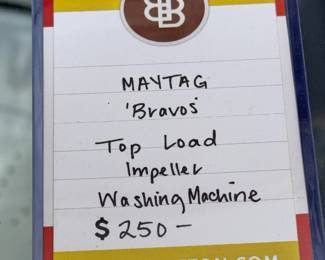 MAYTAG
'Bravos'
Top Load
Impeller
Washing Machine
$250-